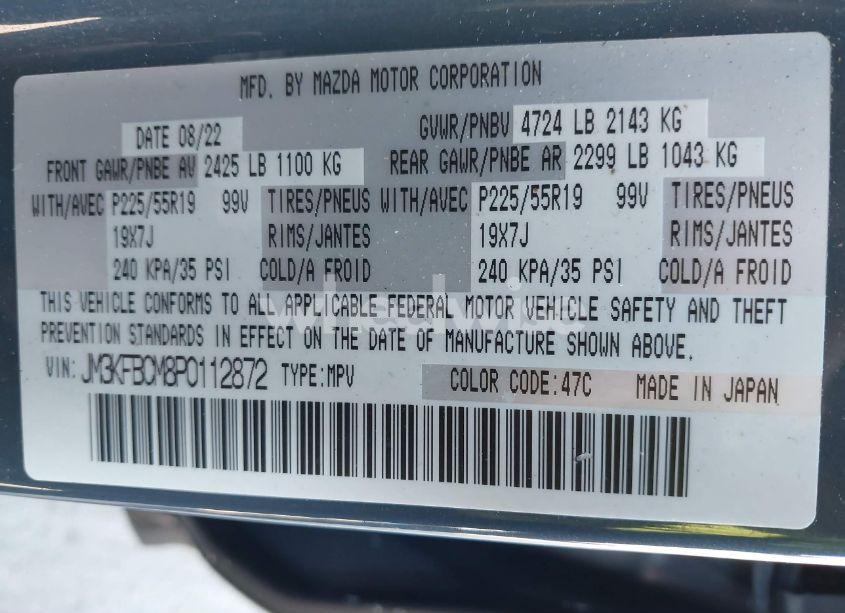 MFD. BY MAZDA MOTOR CORPORATION
DATE 08/22 GVWR/PNBV 4724 LB 2143 KG
FRONT GAWR/PNBE AV 2425 LB 1100 KG REAR GAWR/PNBE AR 2299 LB 1043 KG
WITH/AVEC P225/55R19 99V TIRES/PNEUS WITH/AVEC P225/55R19 99V TIRES/PNEUS
19X7J RIMS/JANTES 19X7J RIMS/JANTES
240 KPA/35 PSI COLD/A FROID 240 KPA/35 PSI COLD/A FROID
THIS VEHICLE CONFORMS TO ALL APPLICABLE FEDERAL MOTOR VEHICLE SAFETY AND THEFT
PREVENTION STANDARDS IN EFFECT ON THE DATE OF MANUFACTURE SHOWN ABOVE.
VIN: JM3KFBCM8P0112872 TYPE:MPV COLOR CODE:47C MADE IN JAPAN